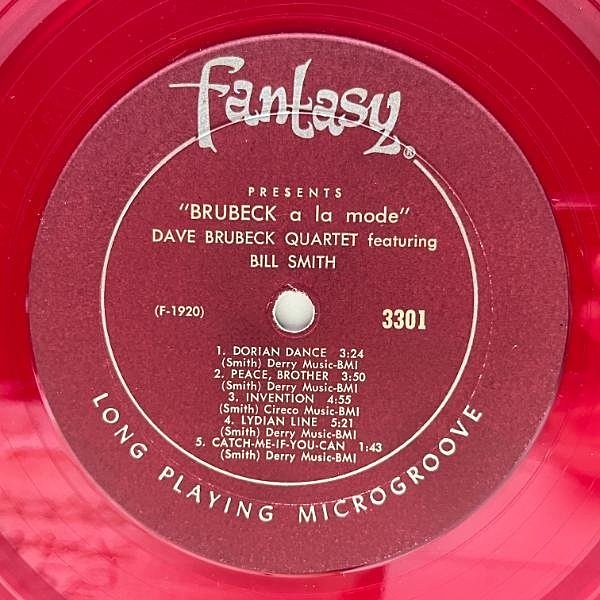 fantasy®
PRESENTS
"BRUBECK a la mode"
DAVE BRUBECK QUARTET featuring
BILL SMITH
(F-1920) 3301
1. DORIAN DANCE 3:24
(Smith) Derry Music-BMI
2. PEACE, BROTHER 3:50
(Smith) Derry Music-BMI
3. INVENTION 4:55
(Smith) Cireco Music-BMI
4. LYDIAN LINE 5:21
(Smith) Derry Music-BMI
5. CATCH-ME-IF-YOU-CAN 1:43
(Smith) Derry Music-BMI
LONG PLAYING MICROGROOVE